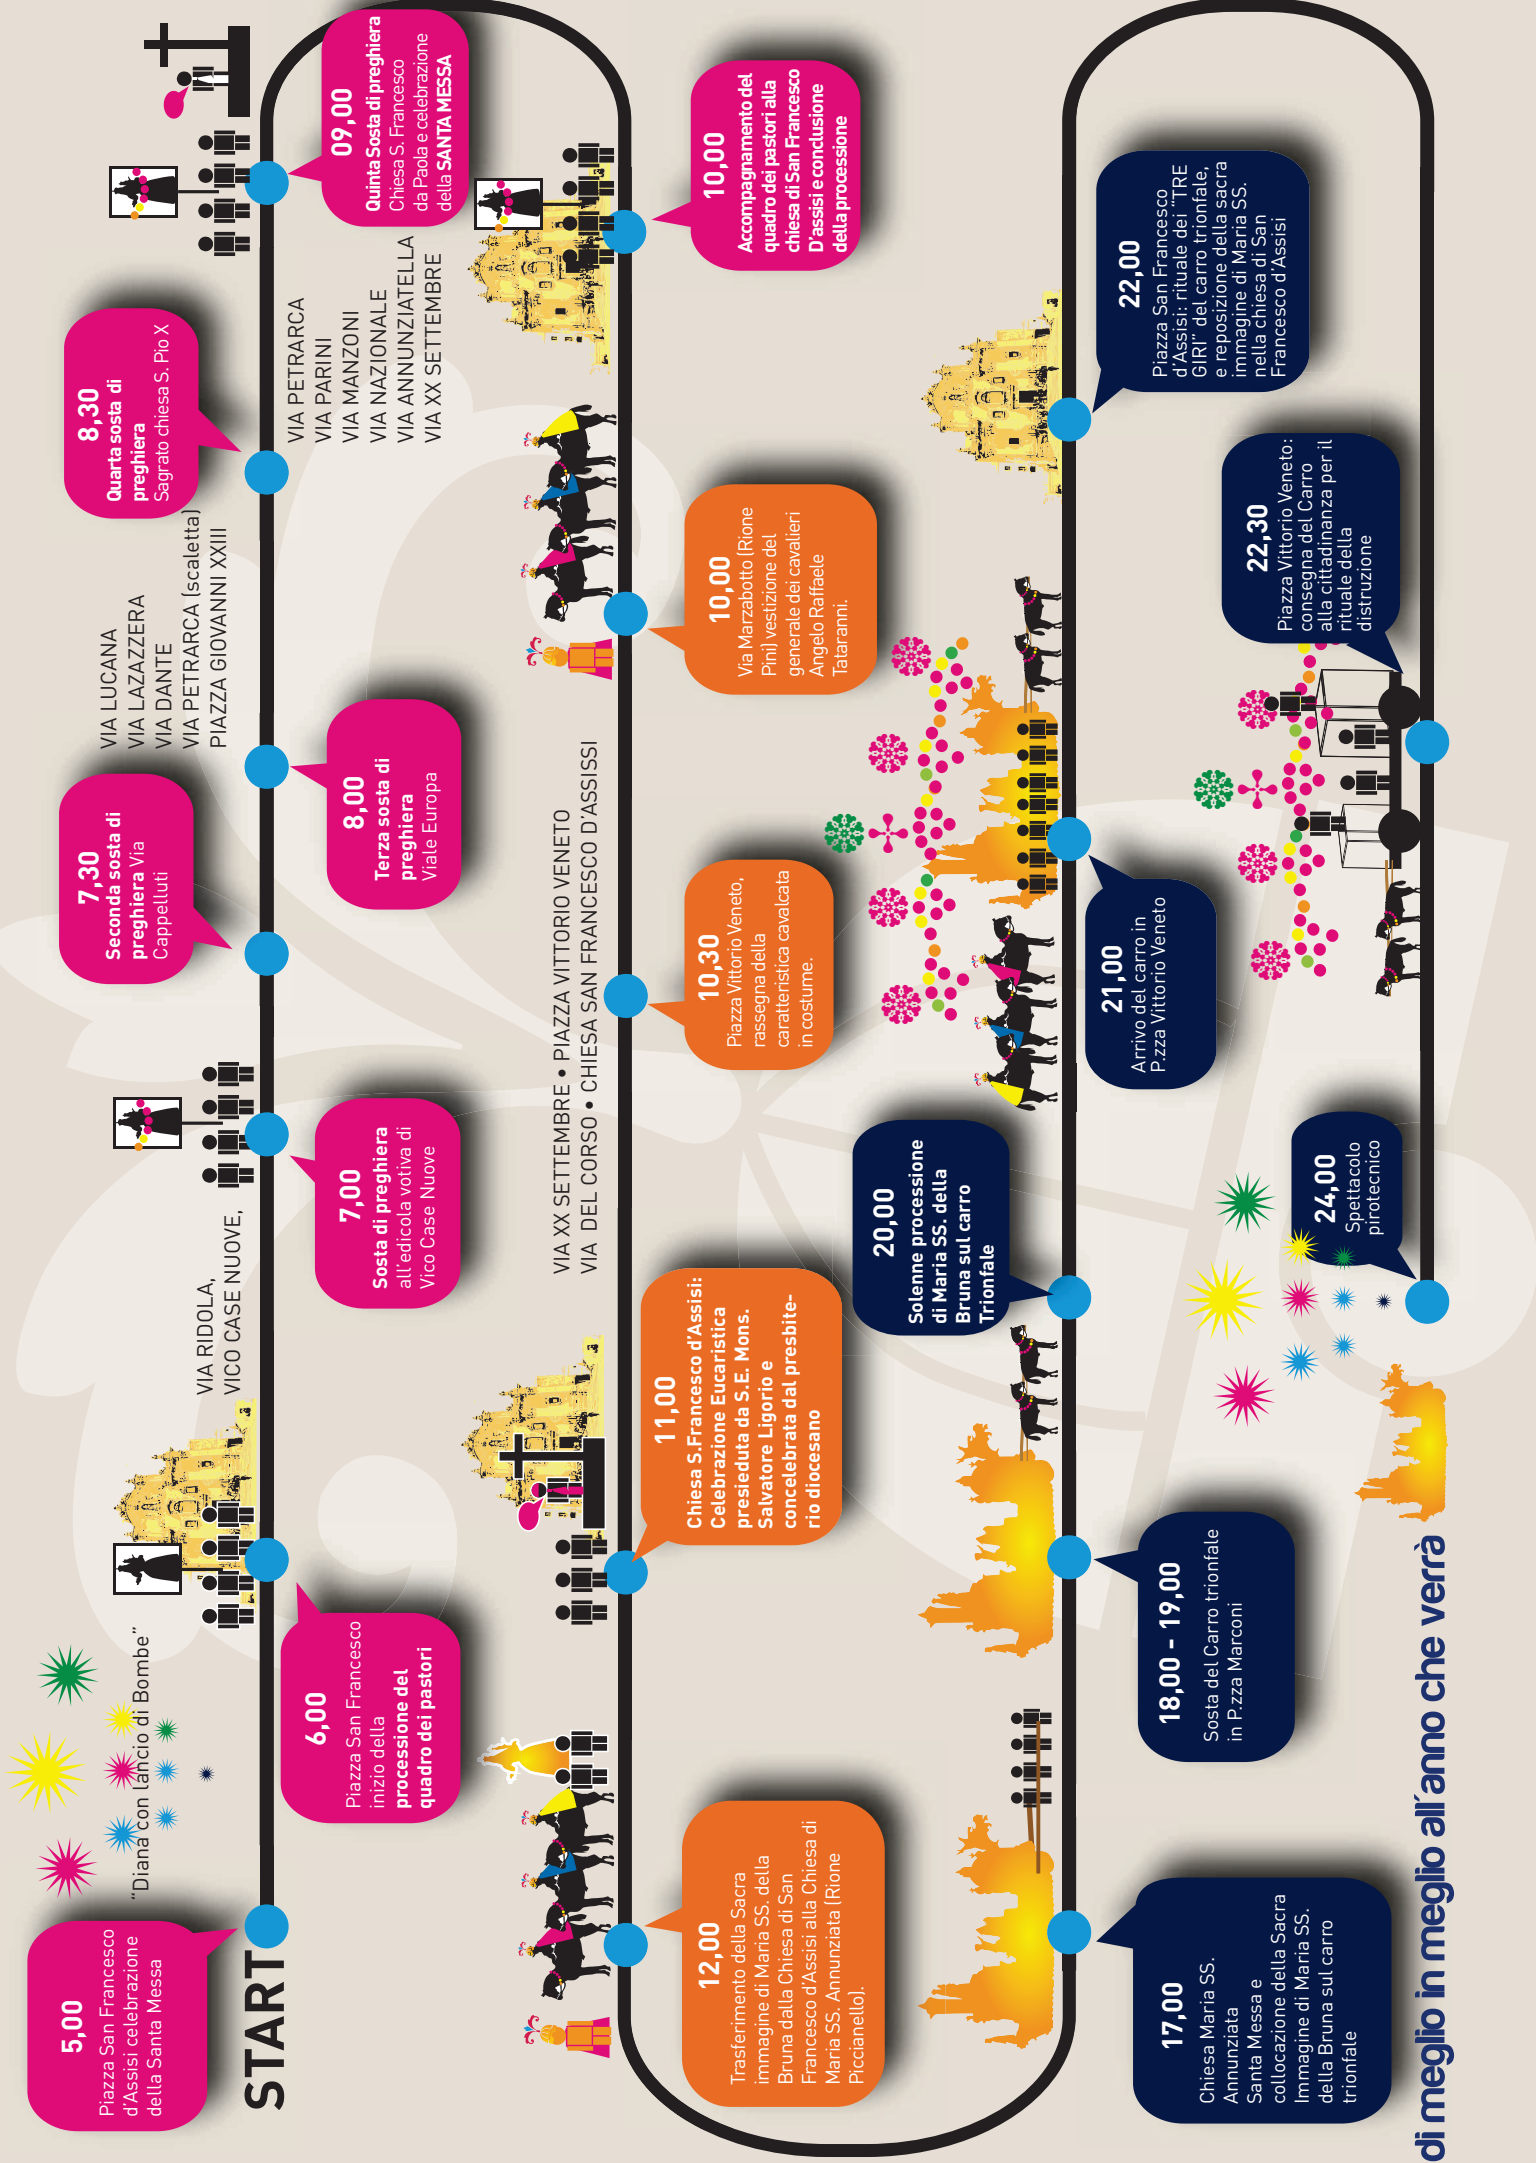 5,00
Piazza San Francesco
d’Assisi celebrazione
della Santa Messa
START
“Diana con lancio di Bombe”
6,00
Piazza San Francesco
inizio della
processione del
quadro dei pastori
VIA RIDOLA,
VICO CASE NUOVE,
7,00
Sosta di preghiera
all’edicola votiva di
Vico Case Nuove
7,30
Seconda sosta di
preghiera Via
Cappelluti
8,00
Terza sosta di
preghiera
Viale Europa
VIA LUCANA
VIA LAZAZZERA
VIA DANTE
VIA PETRARCA (scaletta)
PIAZZA GIOVANNI XXIII
8,30
Quarta sosta di
preghiera
Sagrato chiesa S. Pio X
VIA PETRARCA
VIA PARINI
VIA MANZONI
VIA NAZIONALE
VIA ANNUNZIATELLA
VIA XX SETTEMBRE
09,00
Quinta Sosta di preghiera
Chiesa S. Francesco
da Paola e celebrazione
della SANTA MESSA
10,00
Accompagnamento del
quadro dei pastori alla
chiesa di San Francesco
D’assisi e conclusione
della processione
10,00
Via Marzabotto (Rione
Pini) vestizione del
generale dei cavalieri
Angelo Raffaele
Tataranni.
VIA XX SETTEMBRE • PIAZZA VITTORIO VENETO
VIA DEL CORSO • CHIESA SAN FRANCESCO D’ASSISSI
10,30
Piazza Vittorio Veneto,
rassegna della
caratteristica cavalcata
in costume.
11,00
Chiesa S.Francesco d’Assisi:
Celebrazione Eucaristica
presieduta da S.E. Mons.
Salvatore Ligorio e
concelebrata dal presbite-
rio diocesano
12,00
Trasferimento della Sacra
immagine di Maria SS. della
Bruna dalla Chiesa di San
Francesco d’Assisi alla Chiesa di
Maria SS. Annunziata (Rione
Piccianello).
17,00
Chiesa Maria SS.
Annunziata
Santa Messa e
collocazione della Sacra
Immagine di Maria SS.
della Bruna sul carro
trionfale
18,00 - 19,00
Sosta del Carro trionfale
in P.zza Marconi
20,00
Solenne processione
di Maria SS. della
Bruna sul carro
Trionfale
21,00
Arrivo del carro in
P.zza Vittorio Veneto
22,00
Piazza San Francesco
d’Assisi: rituale dei “TRE
GIRI” del carro trionfale,
e reposizione della sacra
immagine di Maria SS.
nella chiesa di San
Francesco d’Assisi
22,30
Piazza Vittorio Veneto:
consegna del Carro
alla cittadinanza per il
rituale della
distruzione
24,00
Spettacolo
pirotecnico
di meglio in meglio all’anno che verrà